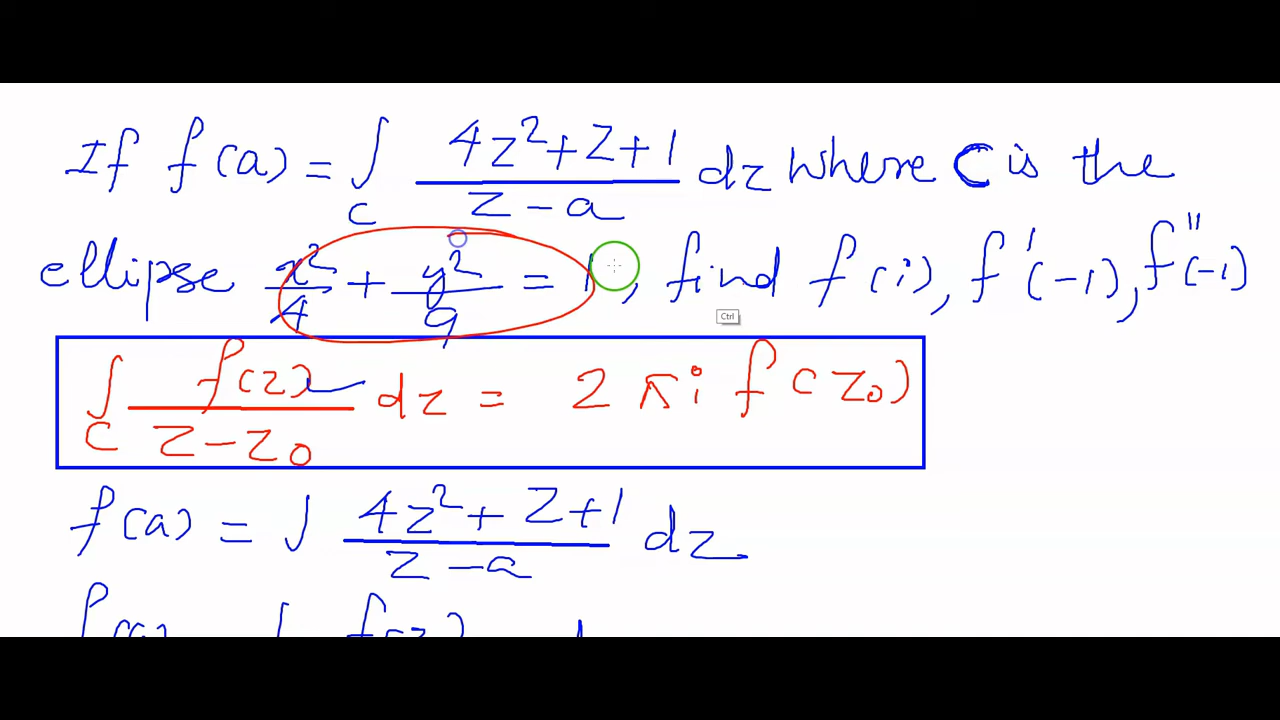 If f(a) = ∫_C (4z²+z+1)/(z-a) dz where C is the
ellipse x²/4 + y²/9 = 1, find f(i), f'(-1), f''(-1)
Ctrl
∫_C f(z)/(z-z₀) dz = 2πi f(z₀)
f(a) = ∫ (4z²+z+1)/(z-a) dz